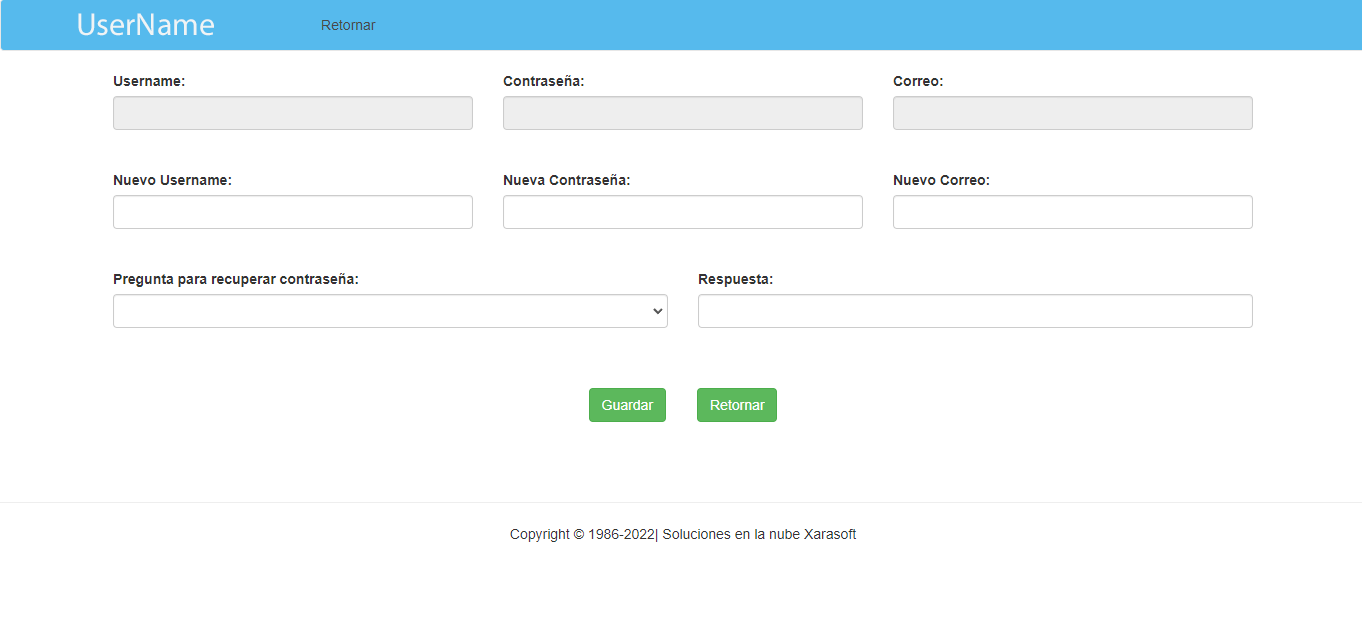 UserName Retornar
Username: Contraseña: Correo:
Nuevo Username: Nueva Contraseña: Nuevo Correo:
Pregunta para recuperar contraseña: Respuesta:
Guardar Retornar
Copyright © 1986-2022| Soluciones en la nube Xarasoft